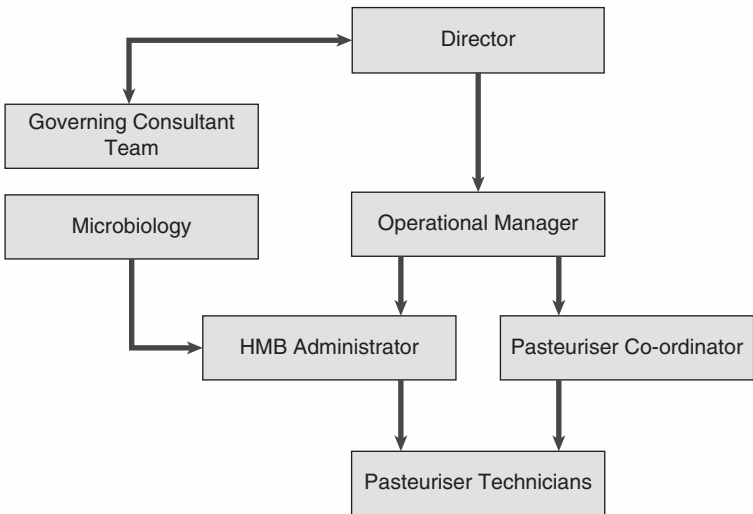 Director
Governing Consultant
Team
Microbiology
Operational Manager
HMB Administrator
Pasteuriser Co-ordinator
Pasteuriser Technicians